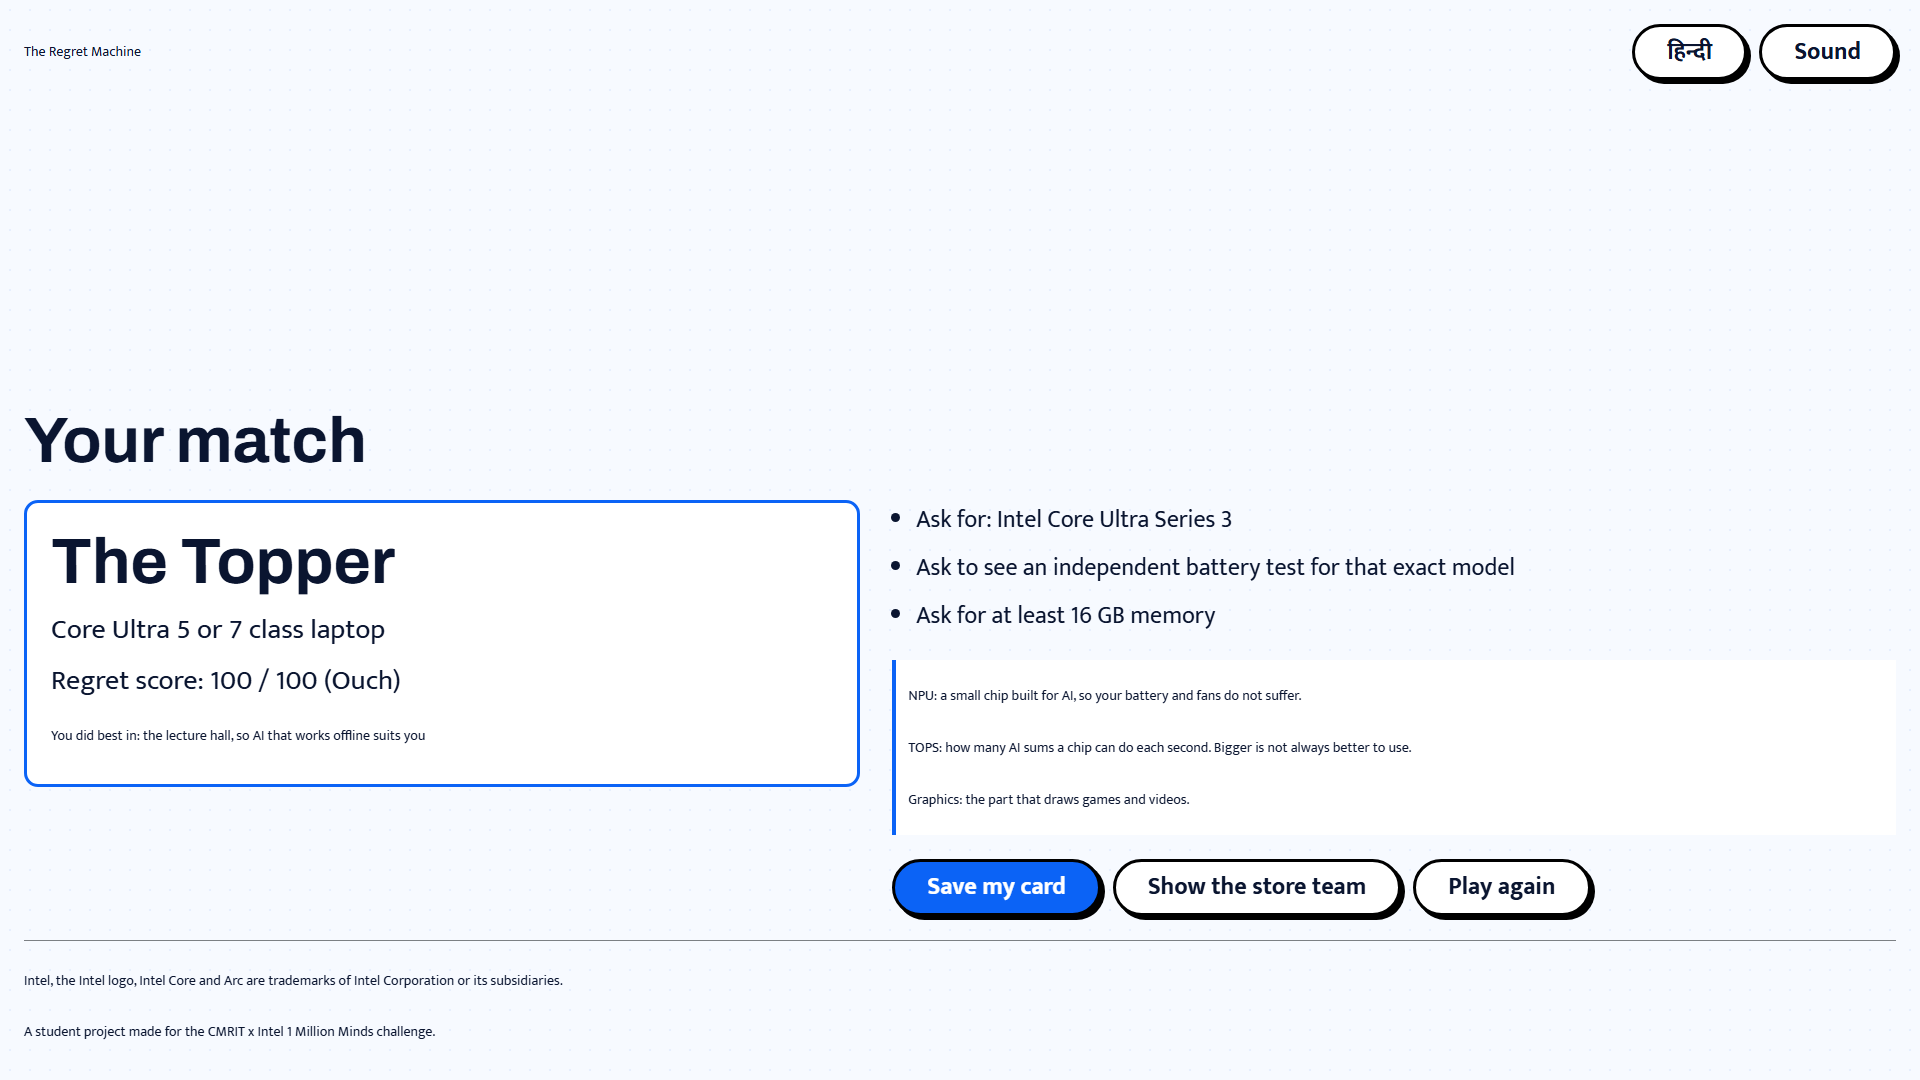 The Regret Machine
हिन्दी
Sound
Your match
The Topper
Core Ultra 5 or 7 class laptop
Regret score: 100 / 100 (Ouch)
You did best in: the lecture hall, so AI that works offline suits you
Ask for: Intel Core Ultra Series 3
Ask to see an independent battery test for that exact model
Ask for at least 16 GB memory
NPU: a small chip built for AI, so your battery and fans do not suffer.
TOPS: how many AI sums a chip can do each second. Bigger is not always better to use.
Graphics: the part that draws games and videos.
Save my card
Show the store team
Play again
Intel, the Intel logo, Intel Core and Arc are trademarks of Intel Corporation or its subsidiaries.
A student project made for the CMRIT x Intel 1 Million Minds challenge.